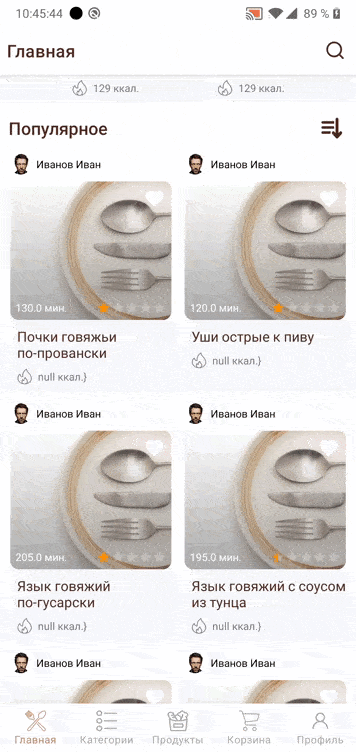 10:45:44 89 %
Главная
129 ккал. 129 ккал.
Популярное
Иванов Иван Иванов Иван
130.0 мин. 120.0 мин.
Почки говяжьи
по-провански
Уши острые к пиву
null ккал.} null ккал.}
Иванов Иван Иванов Иван
205.0 мин. 195.0 мин.
Язык говяжий
по-гусарски
Язык говяжий с соусом
из тунца
null ккал.} null ккал.}
Иванов Иван Иванов Иван
Главная Категории Продукты Корзина Профиль